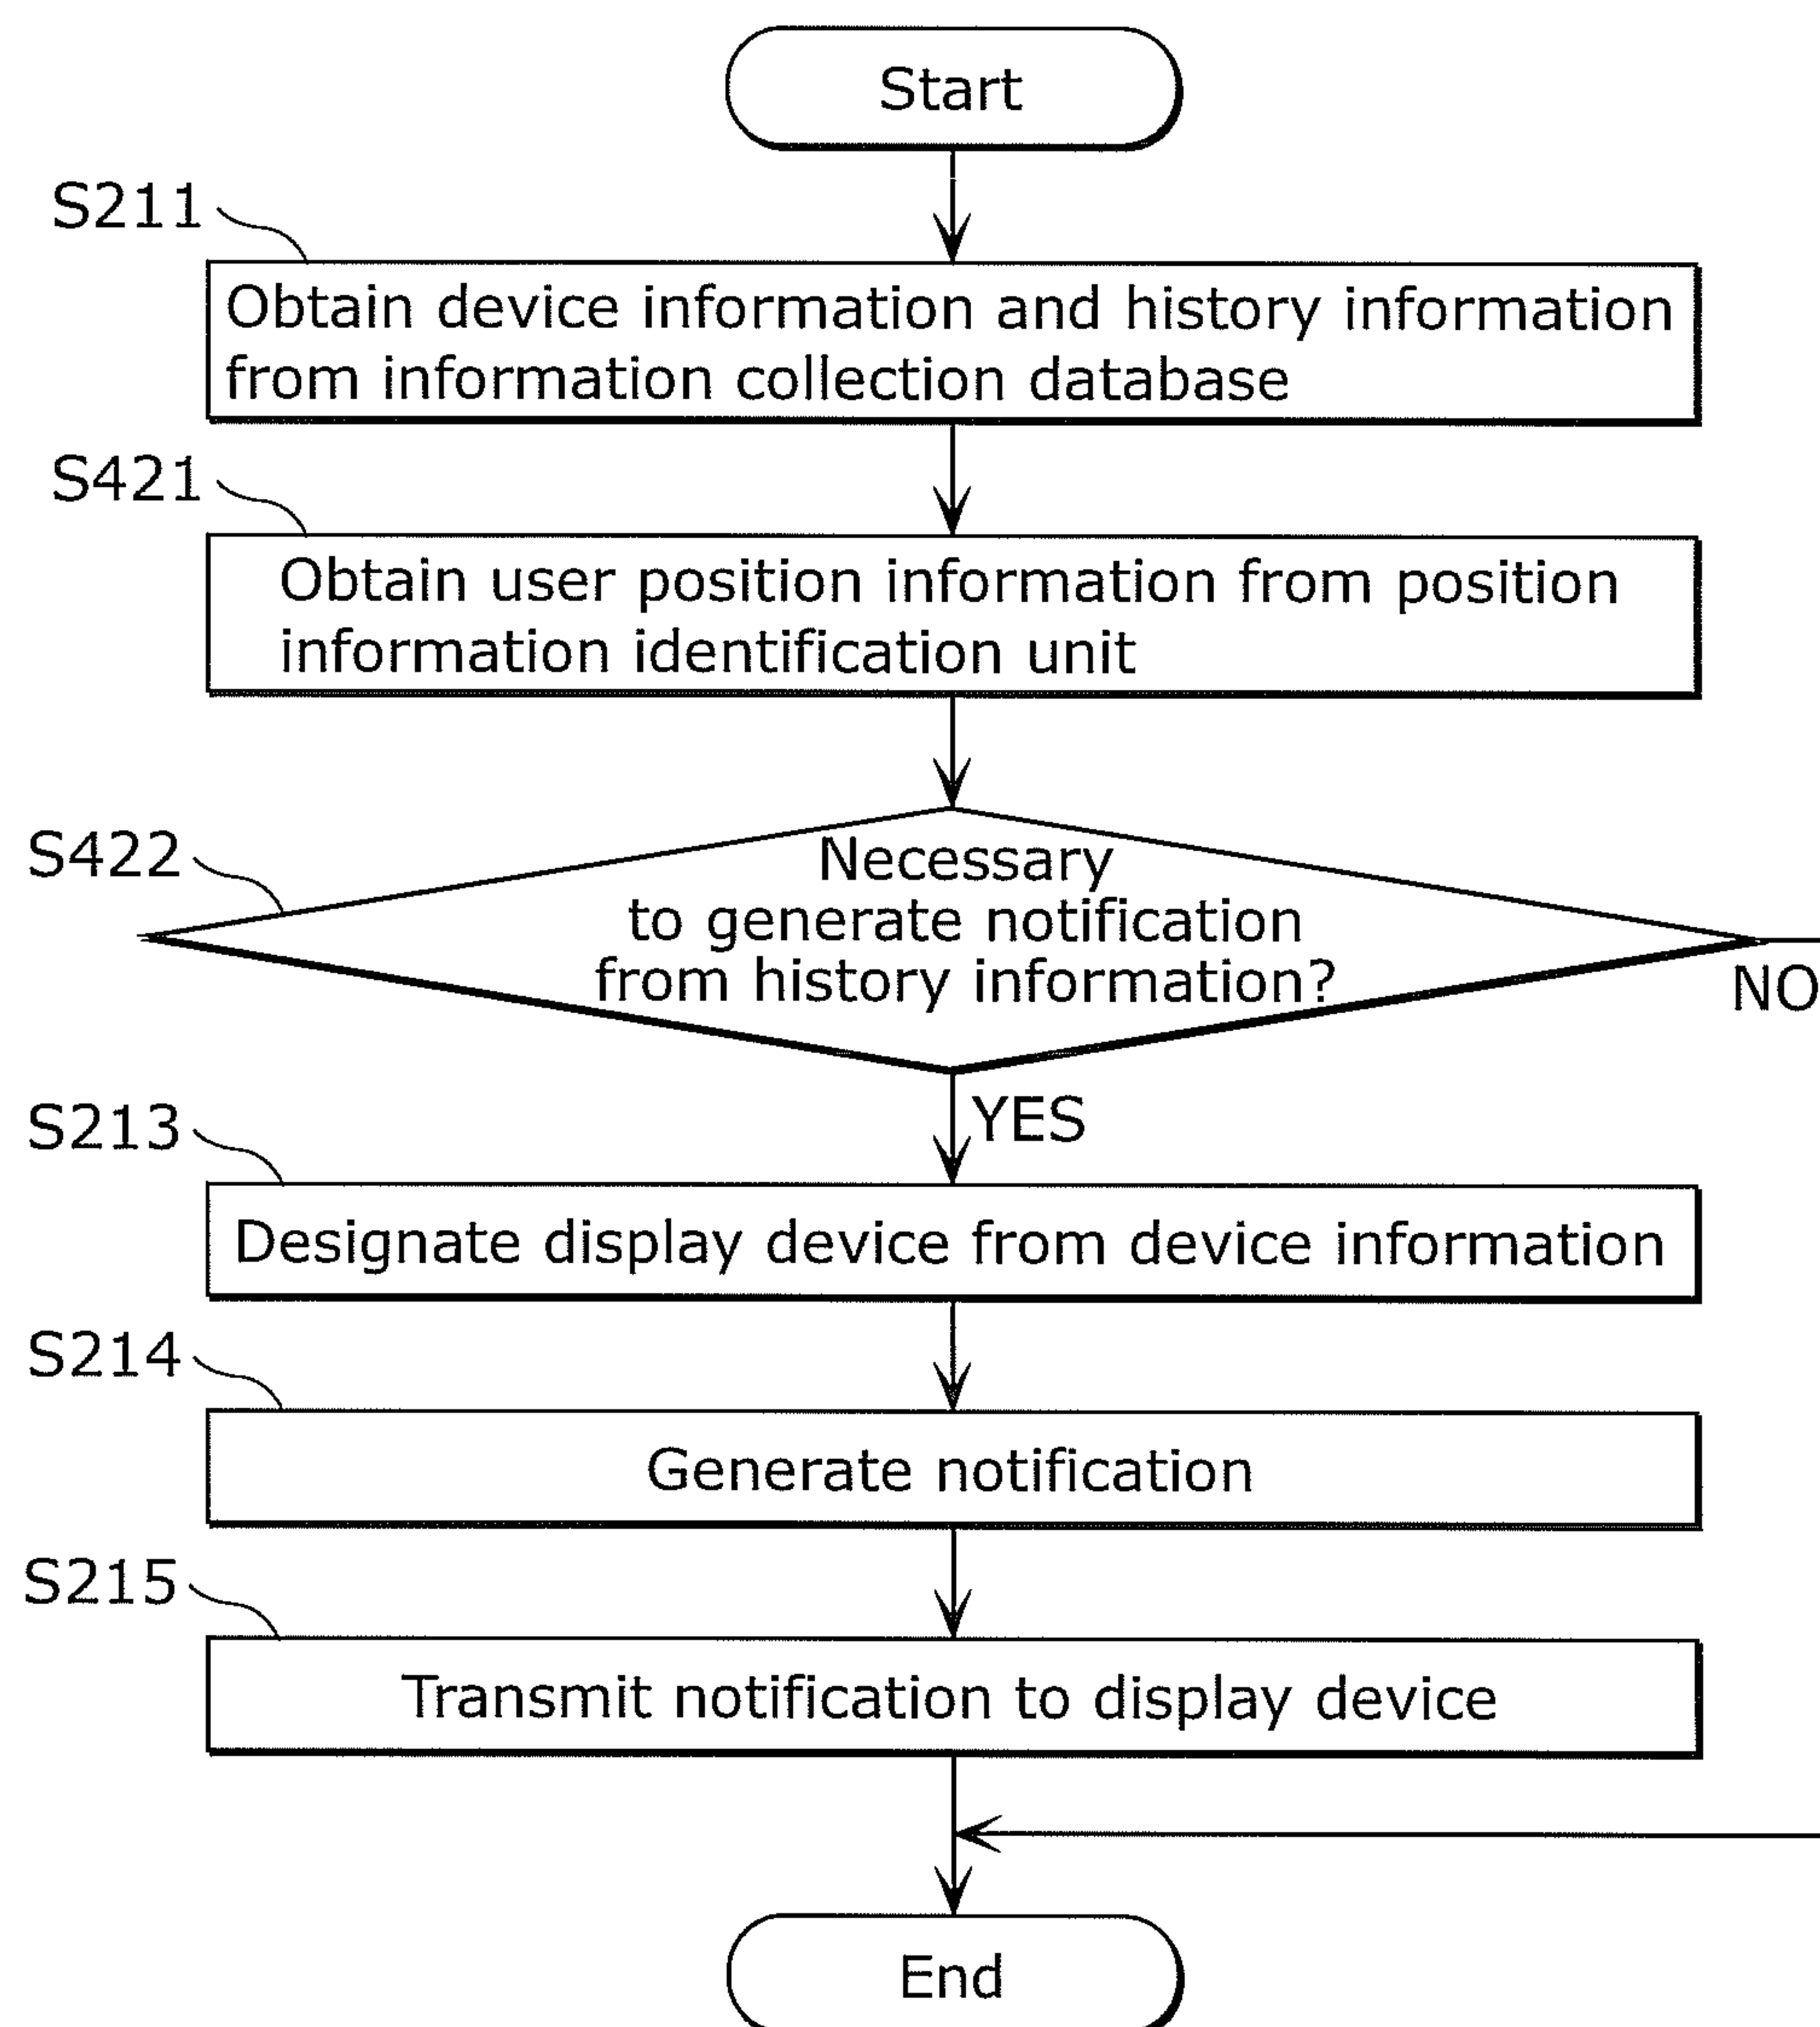 Start
S211
Obtain device information and history information
from information collection database
S421
Obtain user position information from position
information identification unit
S422
Necessary
to generate notification
from history information?
NO
YES
S213
Designate display device from device information
S214
Generate notification
S215
Transmit notification to display device
End